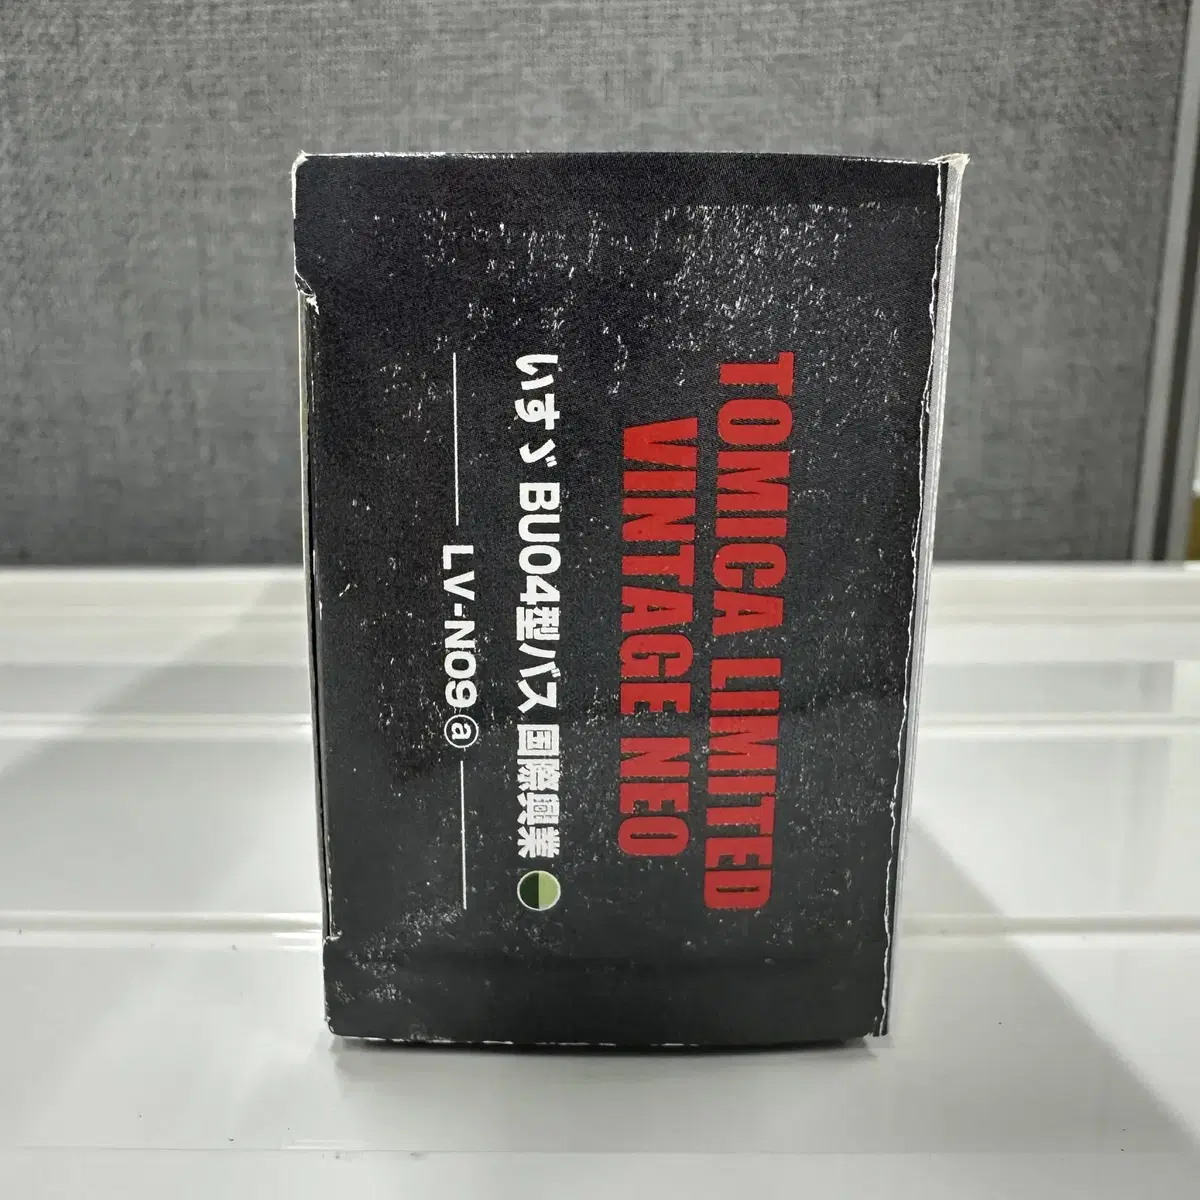 TOMICA LIMITED
VINTAGE NEO
いすゞ BU04型バス 国際興業
LV-N09 ⓐ